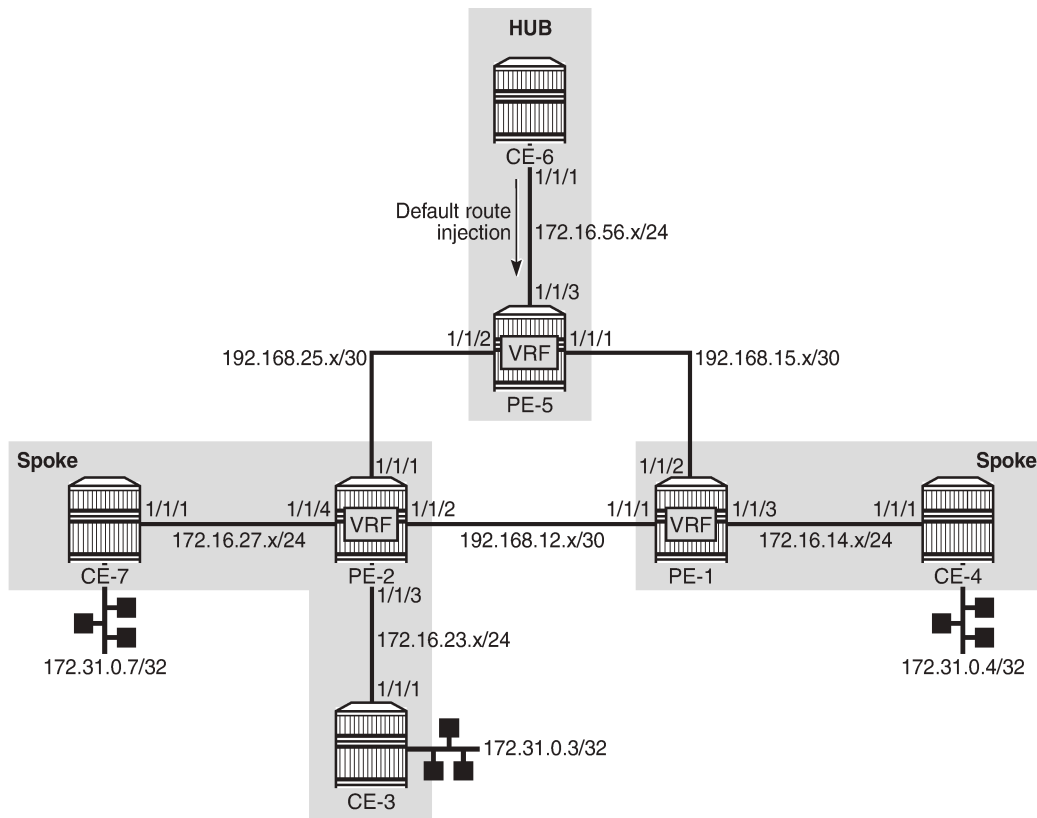 HUB
CE-6
1/1/1
Default route
injection
172.16.56.x/24
1/1/3
1/1/2
VRF
1/1/1
192.168.25.x/30
192.168.15.x/30
PE-5
Spoke
Spoke
1/1/1
1/1/2
1/1/1
1/1/4
VRF
1/1/2
1/1/1
VRF
1/1/3
1/1/1
172.16.27.x/24
192.168.12.x/30
172.16.14.x/24
CE-7
PE-2
PE-1
CE-4
1/1/3
172.16.23.x/24
172.31.0.7/32
172.31.0.4/32
1/1/1
172.31.0.3/32
CE-3